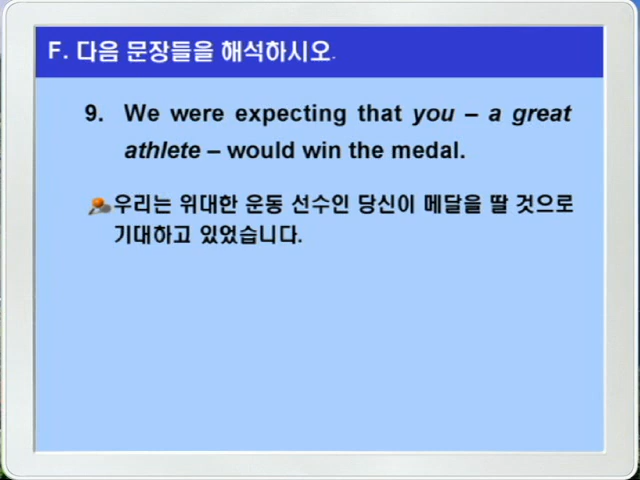 F. 다음 문장들을 해석하시오.
9. We were expecting that you – a great
athlete – would win the medal.
우리는 위대한 운동 선수인 당신이 메달을 딸 것으로
기대하고 있었습니다.